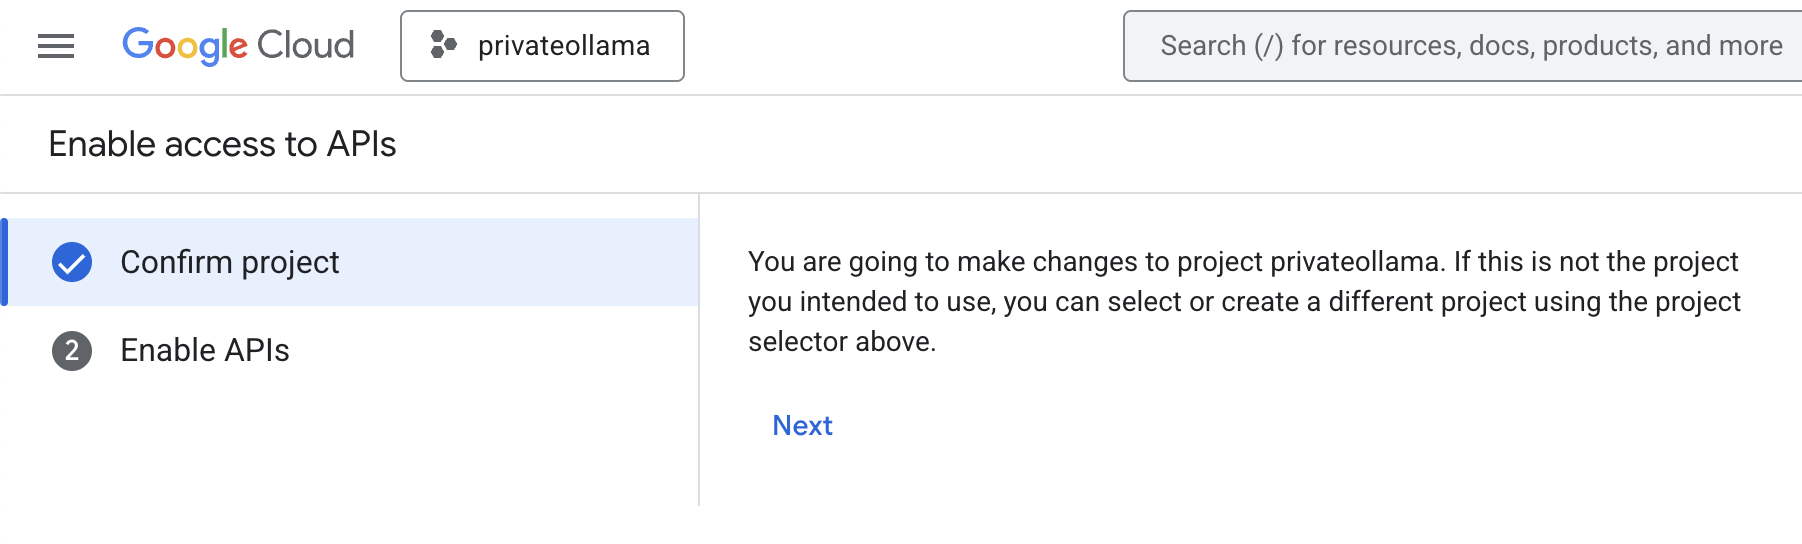 Google Cloud
privateollama
Search (/) for resources, docs, products, and more
Enable access to APIs
Confirm project
2 Enable APIs
You are going to make changes to project privateollama. If this is not the project
you intended to use, you can select or create a different project using the project
selector above.
Next